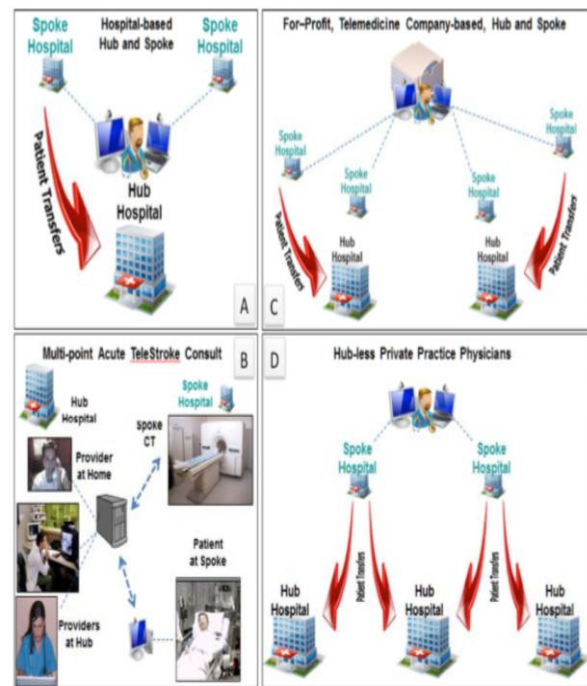 Hospital-based
Hub and Spoke
Spoke
Hospital
Spoke
Hospital
Patient Transfers
Hub
Hospital
A
For-Profit, Telemedicine Company-based, Hub and Spoke
Spoke
Hospital
Spoke
Hospital
Spoke
Hospital
Spoke
Hospital
Patient Transfers
Patient Transfers
Hub
Hospital
Hub
Hospital
C
Multi-point Acute TeleStroke Consult
B
Hub
Hospital
Spoke
Hospital
Spoke
CT
Provider
at Home
Patient
at Spoke
Providers
at Hub
D
Hub-less Private Practice Physicians
Spoke
Hospital
Spoke
Hospital
Patient Transfers
Patient Transfers
Hub
Hospital
Hub
Hospital
Hub
Hospital